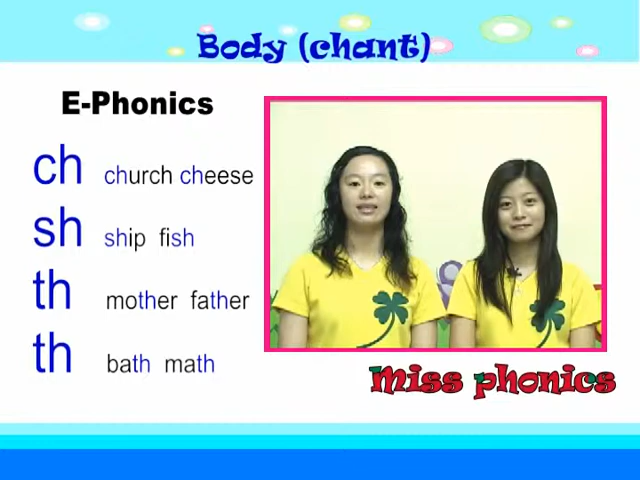 Body (chant)
E-Phonics
ch church cheese
sh ship fish
th mother father
th bath math
miss phonics